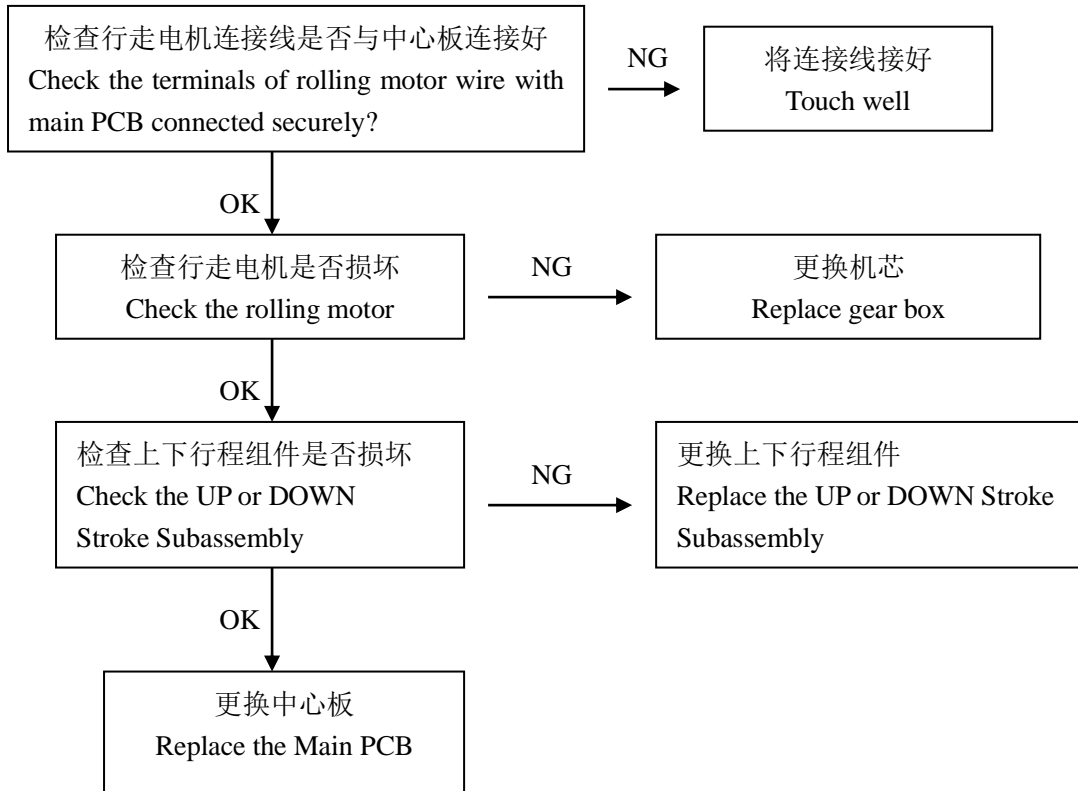 检查行走电机连接线是否与中心板连接好
Check the terminals of rolling motor wire with
main PCB connected securely?
NG
将连接线接好
Touch well
OK
检查行走电机是否损坏
Check the rolling motor
NG
更换机芯
Replace gear box
OK
检查上下行程组件是否损坏
Check the UP or DOWN
Stroke Subassembly
NG
更换上下行程组件
Replace the UP or DOWN Stroke
Subassembly
OK
更换中心板
Replace the Main PCB